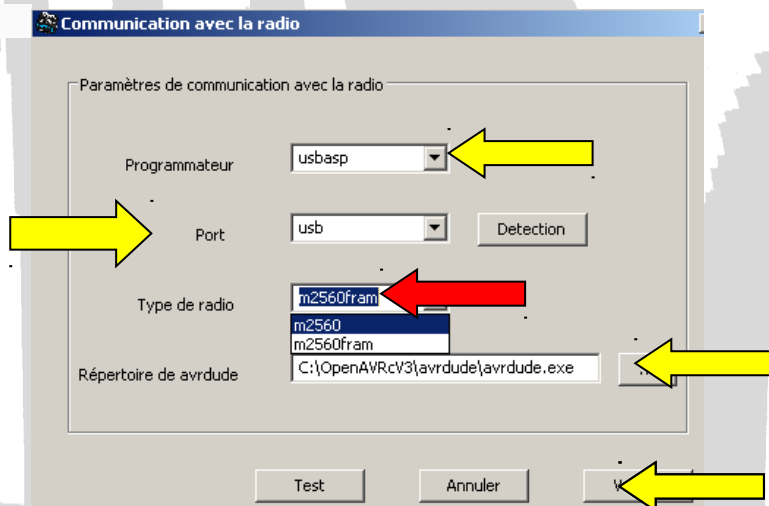 Communication avec la radio
Paramètres de communication avec la radio
Programmateur
usbasp
Port
usb
Detection
Type de radio
m2560fram
m2560
m2560fram
Répertoire de avrdude
C:\OpenAVRcV3\avrdude\avrdude.exe
Test
Annuler